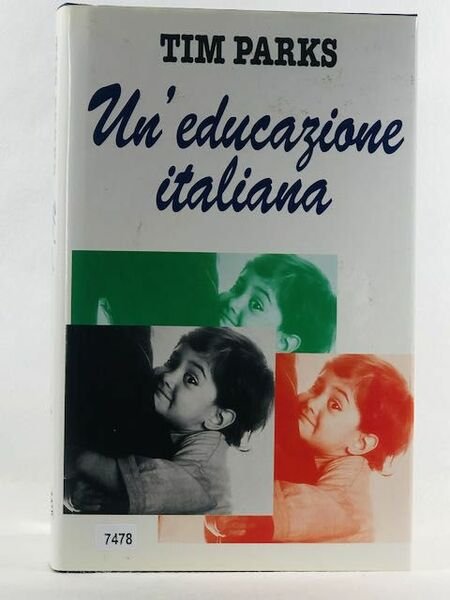 TIM PARKS
Un'educazione
italiana
7478